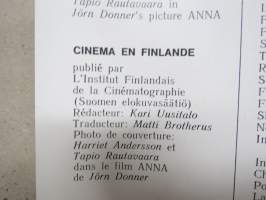 Tapio Rautavaara in
Jörn Donner's picture ANNA
CINEMA EN FINLANDE
publié par
L'Institut Finlandais
de la Cinématographie
(Suomen elokuvasäätiö)
Rédacteur: Kari Uusitalo
Traducteur: Matti Brotherus
Photo de couverture:
Harriet Andersson et
Tapio Rautavaara
dans le film ANNA
de Jörn Donner